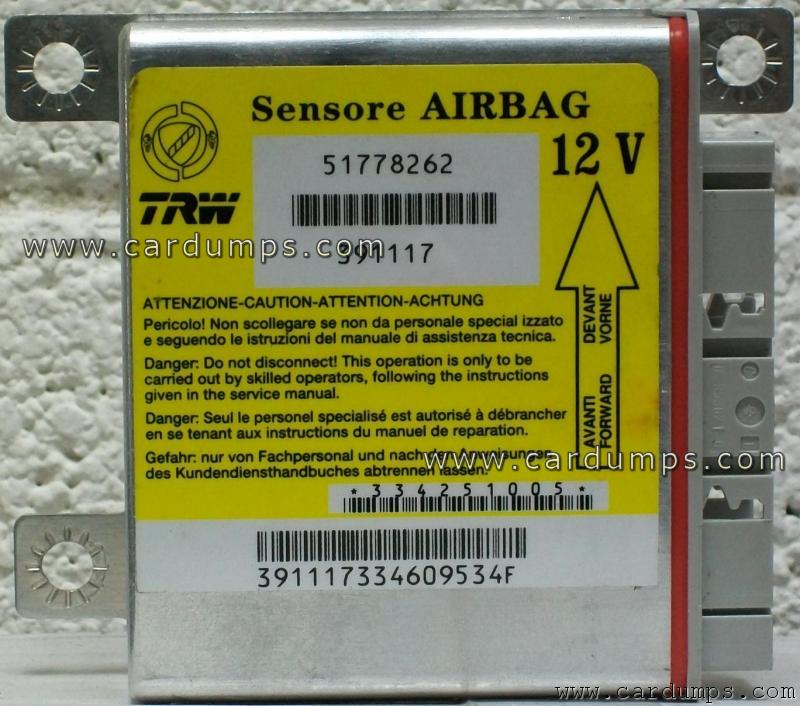 Sensore AIRBAG
12 V
TRW
51778262
391117
www.cardumps.com
ATTENZIONE-CAUTION-ATTENTION-ACHTUNG
Pericolo! Non scollegare se non da personale special izzato
e seguendo le istruzioni del manuale di assistenza tecnica.
Danger: Do not disconnect! This operation is only to be
carried out by skilled operators, following the instructions
given in the service manual.
Danger: Seul le personel specialisé est autorisé à débrancher
en se tenant aux instructions du manuel de reparation.
Gefahr: nur von Fachpersonal und nach den Anweisungen
des Kundendiensthandbuches abtrennen lassen.
AVANTI DEVANT
FORWARD VORNE
www.cardumps.com
*334251005*
391117334609534F
www.cardumps.com